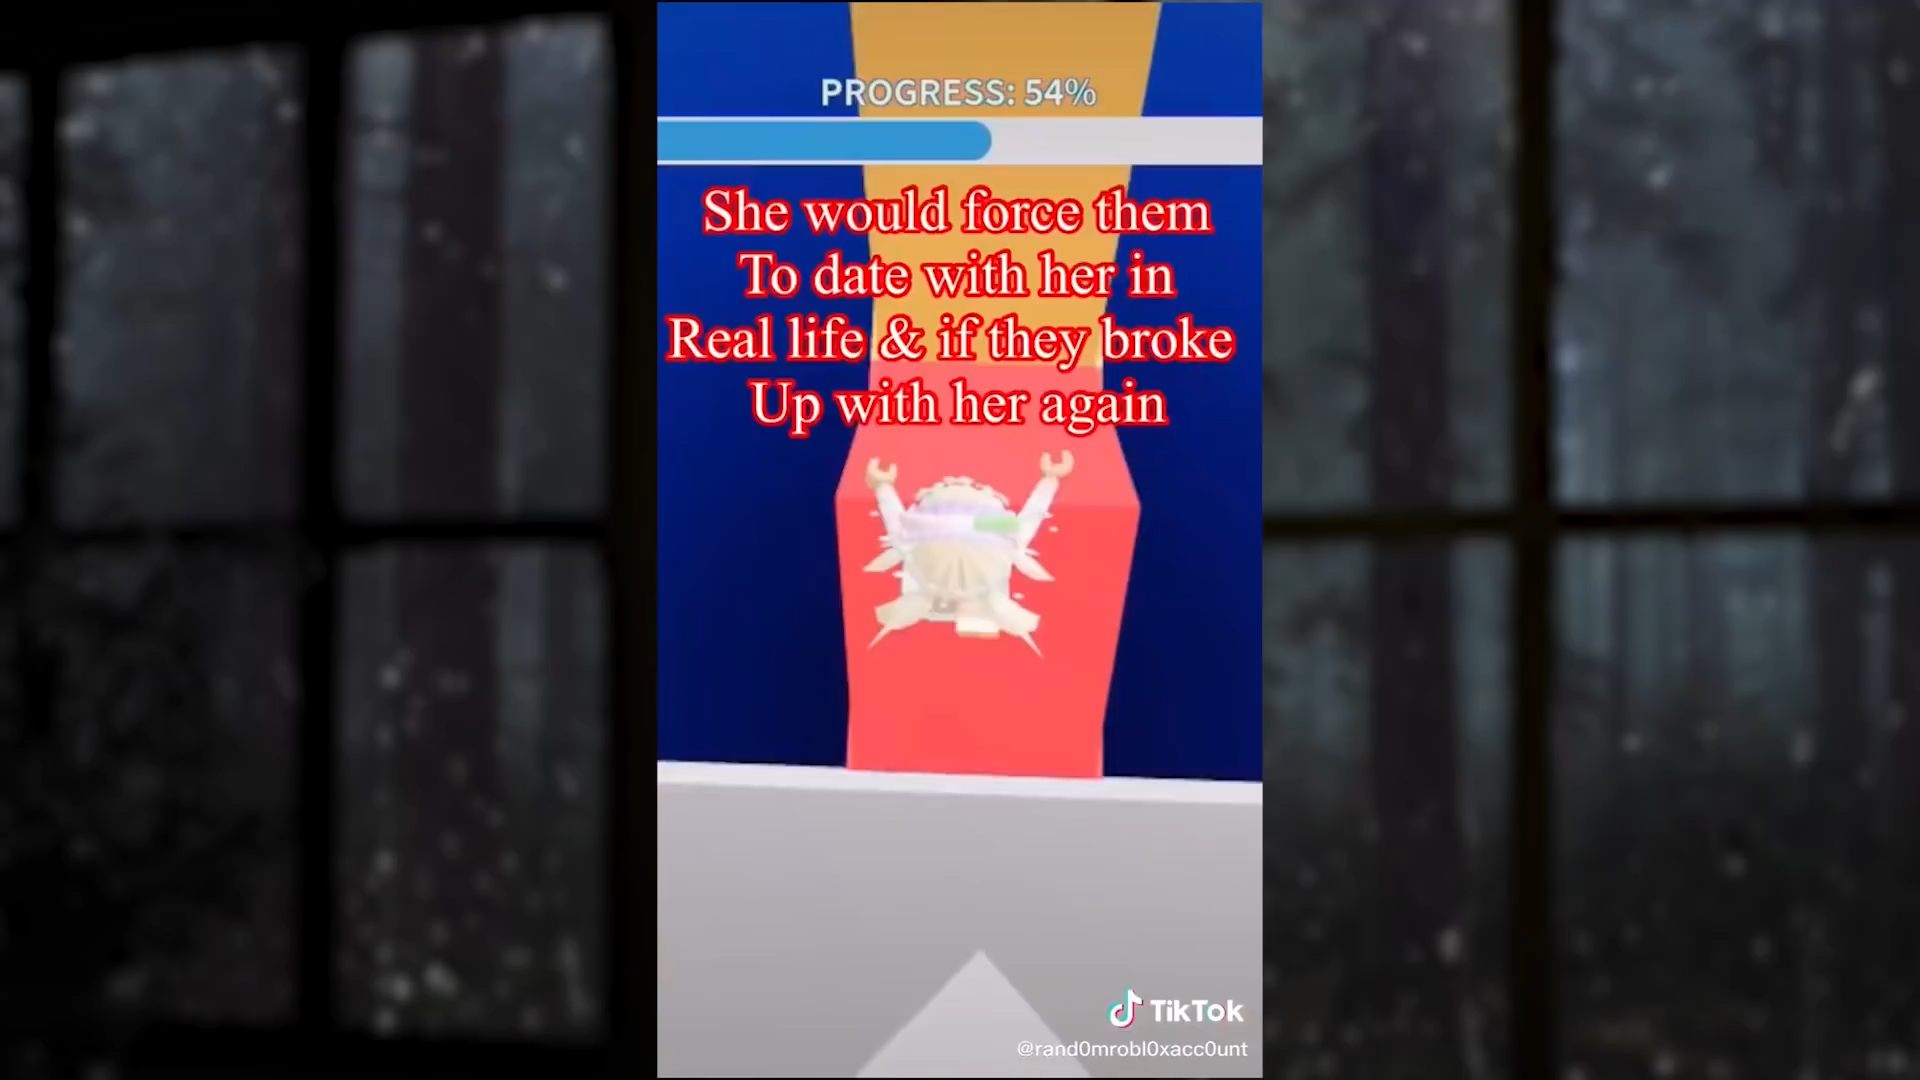 PROGRESS: 54%
She would force them
To date with her in
Real life & if they broke
Up with her again
TikTok
@rand0mrobl0xacc0unt